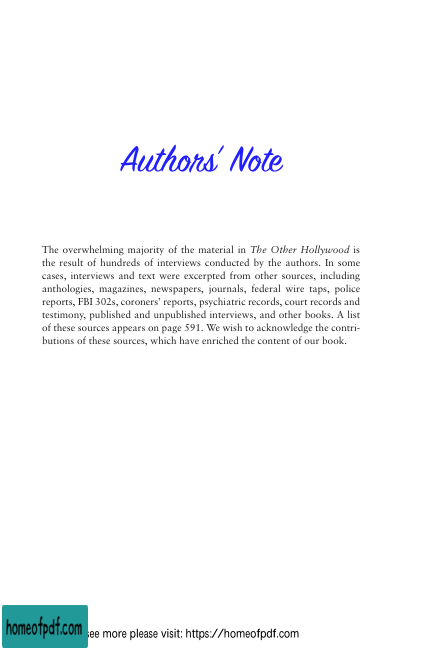 Authors' Note
The overwhelming majority of the material in The Other Hollywood is
the result of hundreds of interviews conducted by the authors. In some
cases, interviews and text were excerpted from other sources, including
anthologies, magazines, newspapers, journals, federal wire taps, police
reports, FBI 302s, coroners' reports, psychiatric records, court records and
testimony, published and unpublished interviews, and other books. A list
of these sources appears on page 591. We wish to acknowledge the contri-
butions of these sources, which have enriched the content of our book.
homeofpdf.com
see more please visit: https://homeofpdf.com